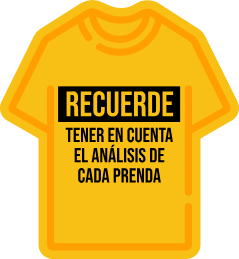 RECUERDE
TENER EN CUENTA
EL ANÁLISIS DE
CADA PRENDA